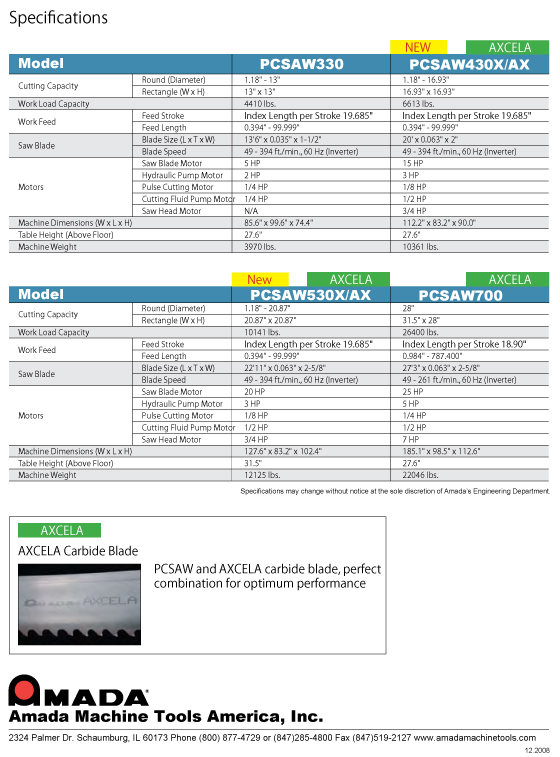 Specifications
NEW AXCELA
Model PCSAW330 PCSAW430X/AX
Cutting Capacity Round (Diameter) 1.18" - 13" 1.18" - 16.93"
Rectangle (W x H) 13" x 13" 16.93" x 16.93"
Work Load Capacity 4410 lbs. 6613 lbs.
Work Feed Feed Stroke Index Length per Stroke 19.685" Index Length per Stroke 19.685"
Feed Length 0.394" - 99.999" 0.394" - 99.999"
Saw Blade Blade Size (L x T x W) 13'6" x 0.035" x 1-1/2" 20' x 0.063" x 2"
Blade Speed 49 - 394 ft./min., 60 Hz (Inverter) 49 - 394 ft./min., 60 Hz (Inverter)
Motors Saw Blade Motor 5 HP 15 HP
Hydraulic Pump Motor 2 HP 3 HP
Pulse Cutting Motor 1/4 HP 1/8 HP
Cutting Fluid Pump Motor 1/4 HP 1/2 HP
Saw Head Motor N/A 3/4 HP
Machine Dimensions (W x L x H) 85.6" x 99.6" x 74.4" 112.2" x 83.2" x 90.0"
Table Height (Above Floor) 27.6" 27.6"
Machine Weight 3970 lbs. 10361 lbs.
New AXCELA AXCELA
Model PCSAW530X/AX PCSAW700
Cutting Capacity Round (Diameter) 1.18" - 20.87" 28"
Rectangle (W x H) 20.87" x 20.87" 31.5" x 28"
Work Load Capacity 10141 lbs. 26400 lbs.
Work Feed Feed Stroke Index Length per Stroke 19.685" Index Length per Stroke 18.90"
Feed Length 0.394" - 99.999" 0.984" - 787.400"
Saw Blade Blade Size (L x T x W) 22'11" x 0.063" x 2-5/8" 27'3" x 0.063" x 2-5/8"
Blade Speed 49 - 394 ft./min., 60 Hz (Inverter) 49 - 261 ft./min., 60 Hz (Inverter)
Motors Saw Blade Motor 20 HP 25 HP
Hydraulic Pump Motor 3 HP 5 HP
Pulse Cutting Motor 1/8 HP 1/4 HP
Cutting Fluid Pump Motor 1/2 HP 1/2 HP
Saw Head Motor 3/4 HP 7 HP
Machine Dimensions (W x L x H) 127.6" x 83.2" x 102.4" 185.1" x 98.5" x 112.6"
Table Height (Above Floor) 31.5" 27.6"
Machine Weight 12125 lbs. 22046 lbs.
Specifications may change without notice at the sole discretion of Amada's Engineering Department
AXCELA
AXCELA Carbide Blade
PCSAW and AXCELA carbide blade, perfect
combination for optimum performance
AXCELA
AMADA
Amada Machine Tools America, Inc.
2324 Palmer Dr. Schaumburg, IL 60173 Phone (800) 877-4729 or (847)285-4800 Fax (847)519-2127 www.amadamachinetools.com
12.2008